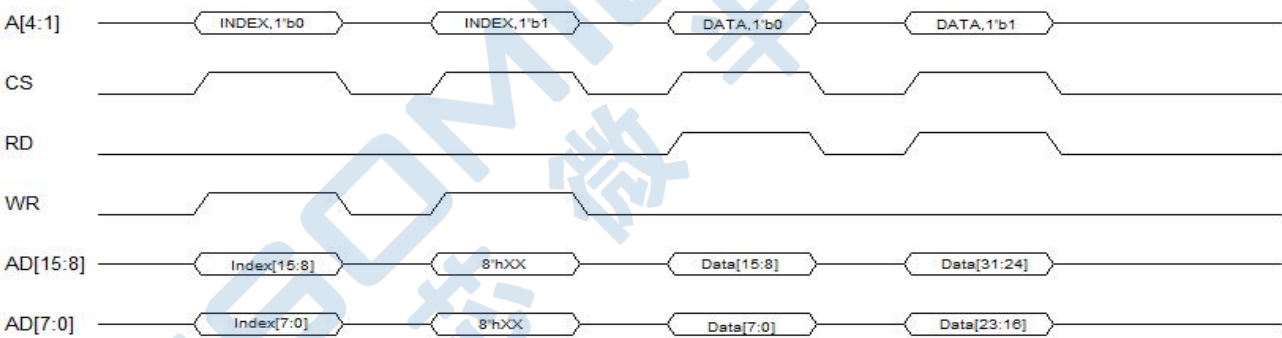 A[4:1] INDEX,1'b0 INDEX,1'b1 DATA,1'b0 DATA,1'b1
CS
RD
WR
AD[15:8] Index[15:8] 8'hXX Data[15:8] Data[31:24]
AD[7:0] Index[7:0] 8'hXX Data[7:0] Data[23:16]